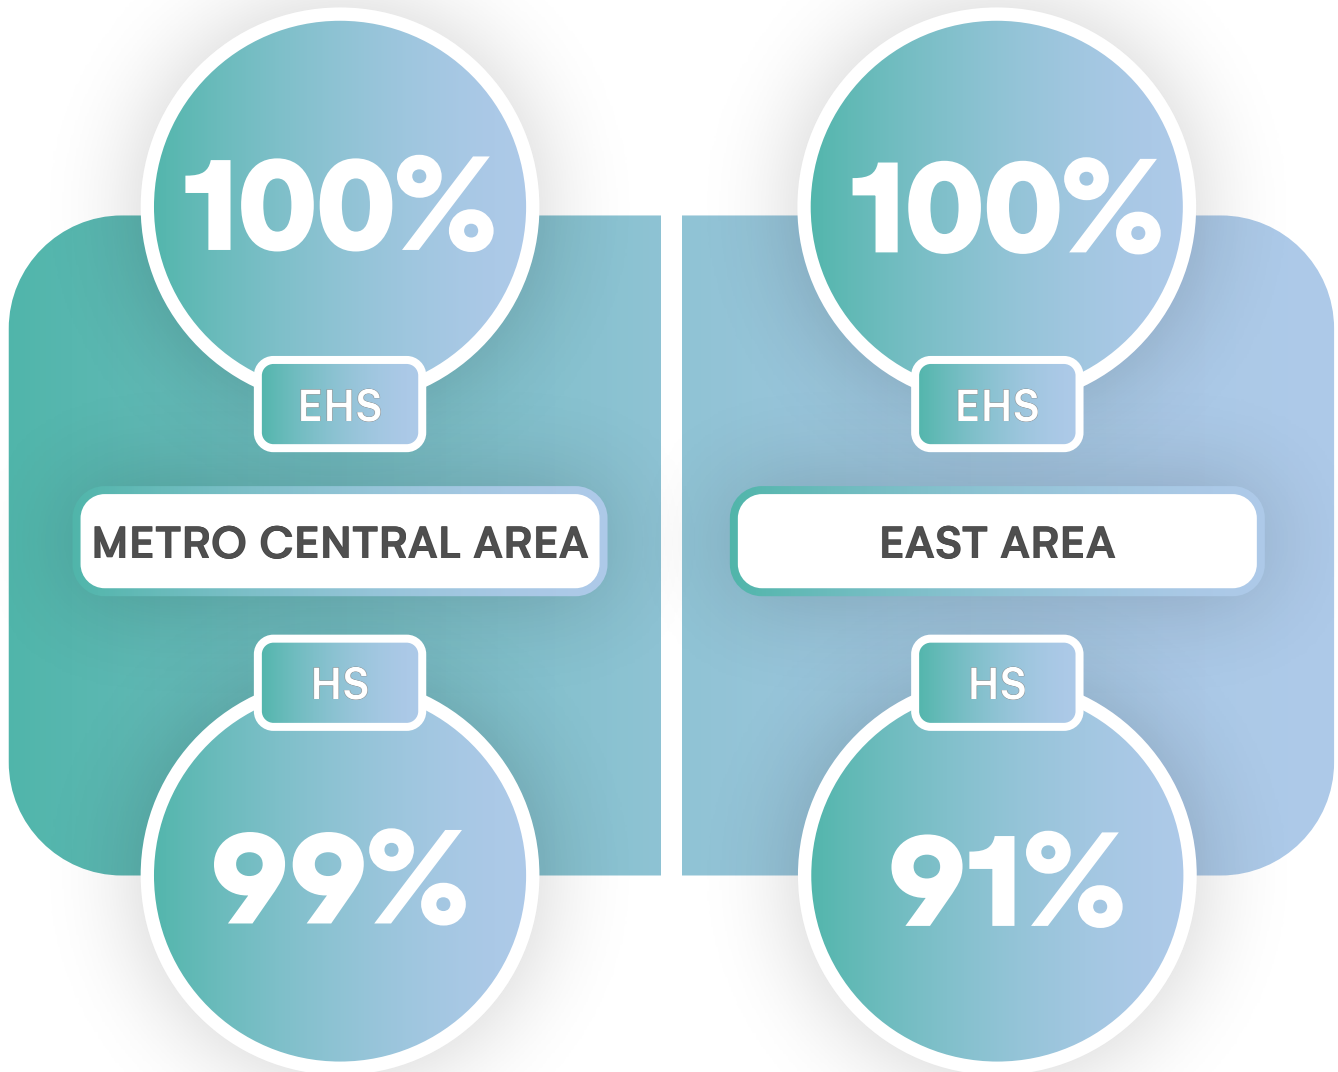 100%
EHS
METRO CENTRAL AREA
HS
99%
100%
EHS
EAST AREA
HS
91%